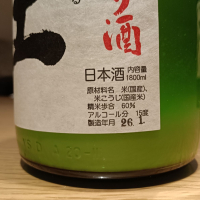 り酒
る
日本酒 内容量 1800ml
原材料名 米(国産)、
米こうじ(国産米)
精米歩合 60%
アルコール分 15度
製造年月 26.1